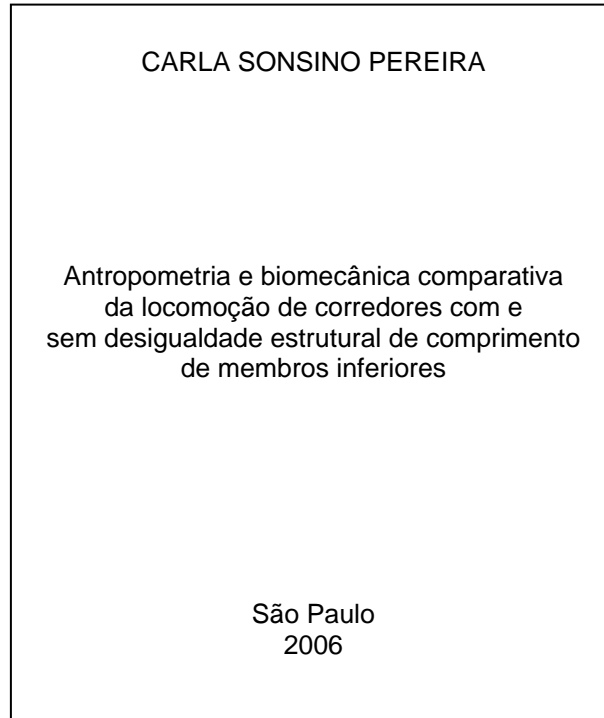 CARLA SONSINO PEREIRA
Antropometria e biomecânica comparativa
da locomoção de corredores com e
sem desigualdade estrutural de comprimento
de membros inferiores
São Paulo
2006